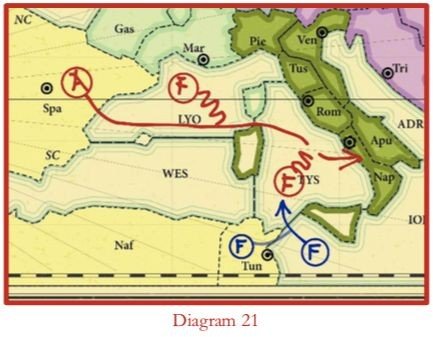 NC
Gas
Mar
Pie
Ven
Tus
Tri
A
F
Spa
LYO
Rom
ADR
Apu
SC
WES
F
TYS
Nap
ION
Naf
F
F
Tun
Diagram 21